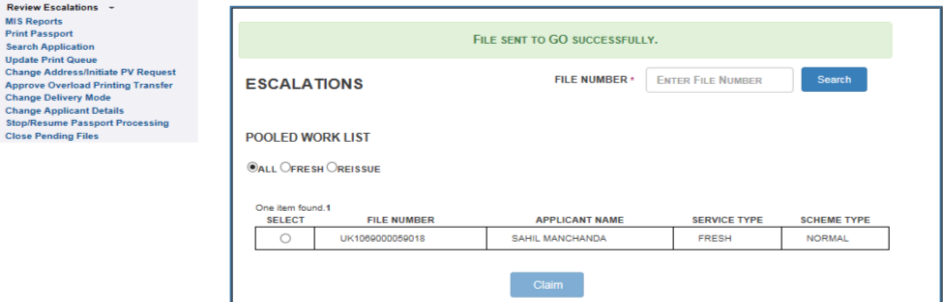 Review Escalations –
MIS Reports
Print Passport
Search Application
Update Print Queue
Change Address/Initiate PV Request
Approve Overload Printing Transfer
Change Delivery Mode
Change Applicant Details
Stop/Resume Passport Processing
Close Pending Files
FILE SENT TO GO SUCCESSFULLY.
ESCALATIONS FILE NUMBER * ENTER FILE NUMBER Search
POOLED WORK LIST
ALL FRESH REISSUE
One item found.1
SELECT FILE NUMBER APPLICANT NAME SERVICE TYPE SCHEME TYPE
UK1069000059018 SAHIL MANCHANDA FRESH NORMAL
Claim